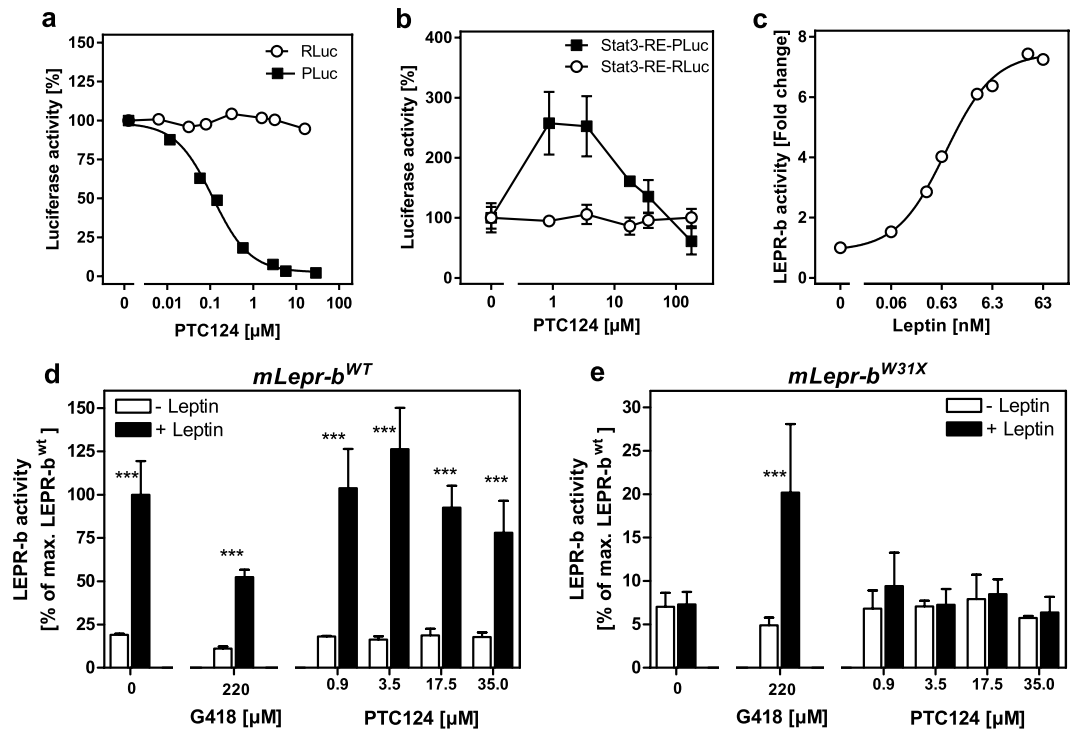 a
Luciferase activity [%]
150
125
100
75
50
25
0
RLuc
PLuc
0 0.01 0.1 1 10 100
PTC124 [µM]
b
Luciferase activity [%]
400
300
200
100
0
Stat3-RE-PLuc
Stat3-RE-RLuc
0 1 10 100
PTC124 [µM]
c
LEPR-b activity [Fold change]
8
6
4
2
0
0 0.06 0.63 6.3 63
Leptin [nM]
d
mLepr-b^WT
LEPR-b activity
[% of max. LEPR-b^wt ]
150
125
100
75
50
25
0
- Leptin
+ Leptin
*** *** *** *** *** ***
0 220 0.9 3.5 17.5 35.0
G418 [µM] PTC124 [µM]
e
mLepr-b^W31X
LEPR-b activity
[% of max. LEPR-b^wt ]
30
25
20
15
10
5
0
- Leptin
+ Leptin
***
0 220 0.9 3.5 17.5 35.0
G418 [µM] PTC124 [µM]